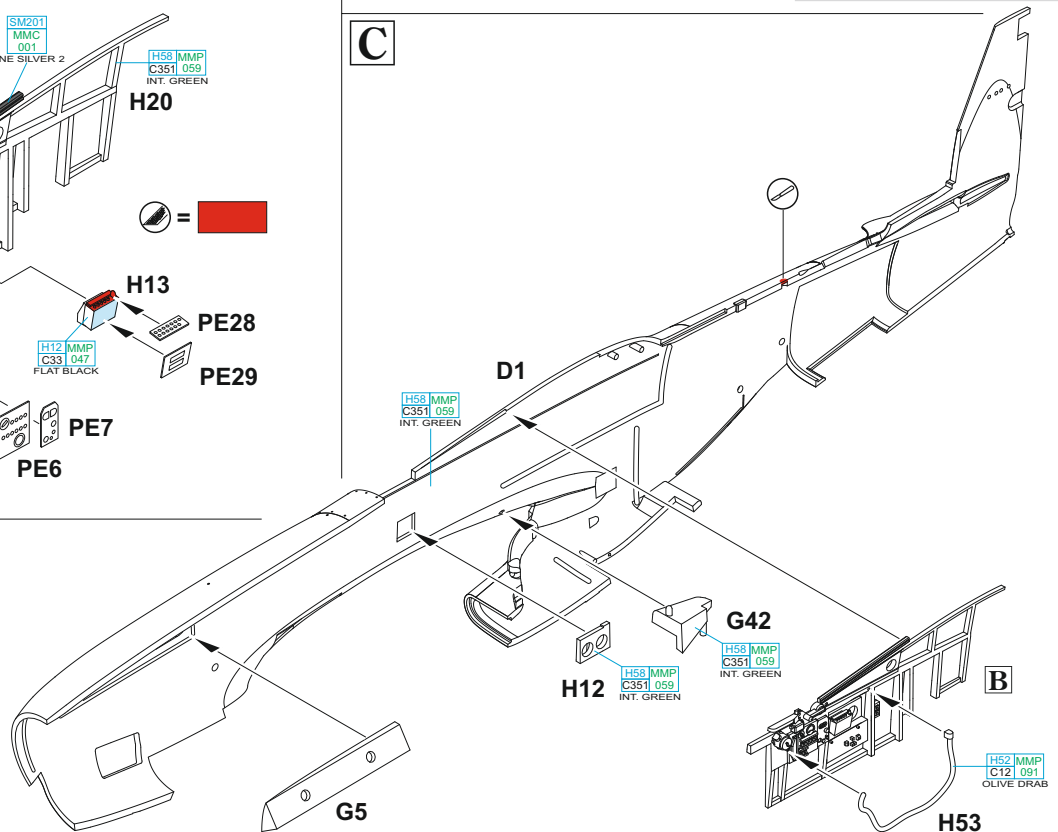 SM201
MMC
001
NE SILVER 2
H58 MMP
C351 059
INT. GREEN
H20
=
H13
PE28
H12 MMP
C33 047
FLAT BLACK
PE29
PE7
PE6
C
D1
H58 MMP
C351 059
INT. GREEN
G42
H58 MMP
C351 059
INT. GREEN
H12
H58 MMP
C351 059
INT. GREEN
B
G5
H52 MMP
C12 091
OLIVE DRAB
H53